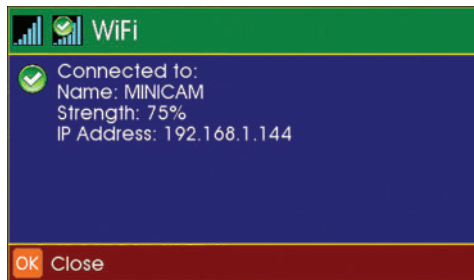 WiFi
Connected to:
Name: MINICAM
Strength: 75%
IP Address: 192.168.1.144
OK Close